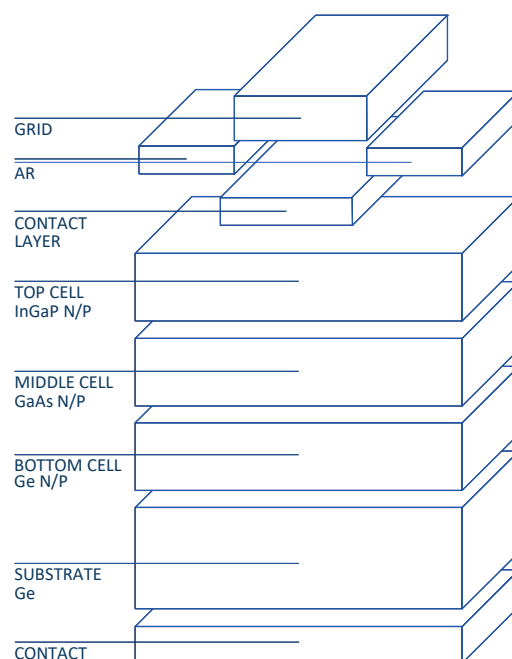 GRID
AR
CONTACT
LAYER
TOP CELL
InGaP N/P
MIDDLE CELL
GaAs N/P
BOTTOM CELL
Ge N/P
SUBSTRATE
Ge
CONTACT